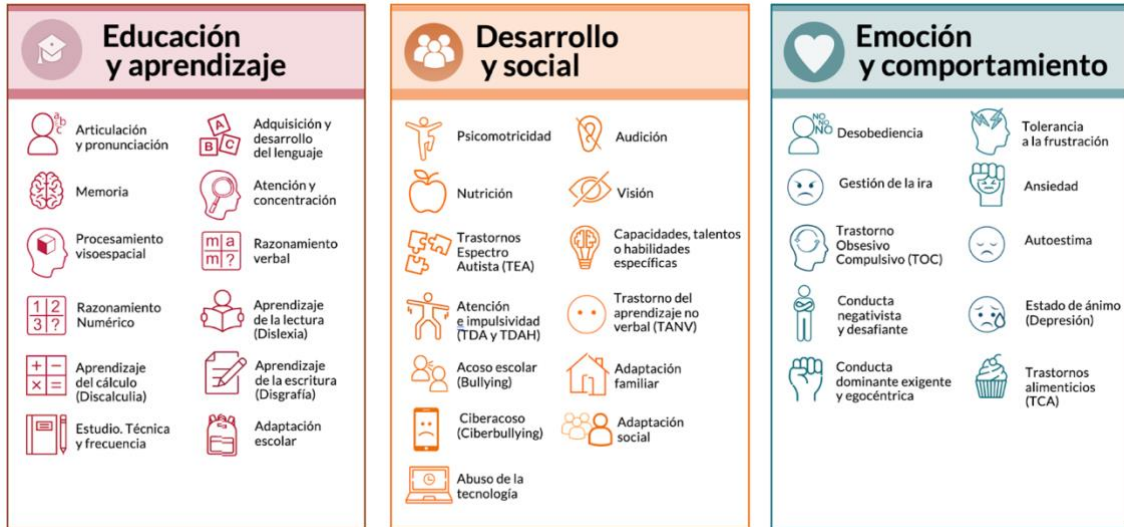 Educación
y aprendizaje
a
b
c
Articulación
y pronunciación
A
B C
Adquisición y
desarrollo
del lenguaje
Memoria
Atención y
concentración
Procesamiento
visoespacial
m a
m ?
Razonamiento
verbal
1 2
3 ?
Razonamiento
Numérico
Aprendizaje
de la lectura
(Dislexia)
+ −
× =
Aprendizaje
del cálculo
(Discalculia)
Aprendizaje
de la escritura
(Disgrafía)
Estudio. Técnica
y frecuencia
Adaptación
escolar
Desarrollo
y social
Psicomotricidad
Audición
Nutrición
Visión
Trastornos
Espectro
Autista (TEA)
Capacidades, talentos
o habilidades
específicas
Atención
e impulsividad
(TDA y TDAH)
Trastorno del
aprendizaje no
verbal (TANV)
Acoso escolar
(Bullying)
Adaptación
familiar
Ciberacoso
(Ciberbullying)
Adaptación
social
Abuso de la
tecnología
Emoción
y comportamiento
NO
NO
NO
Desobediencia
Tolerancia
a la frustración
Gestión de la ira
Ansiedad
Trastorno
Obsesivo
Compulsivo (TOC)
Autoestima
Conducta
negativista
y desafiante
Estado de ánimo
(Depresión)
Conducta
dominante exigente
y egocéntrica
Trastornos
alimenticios
(TCA)